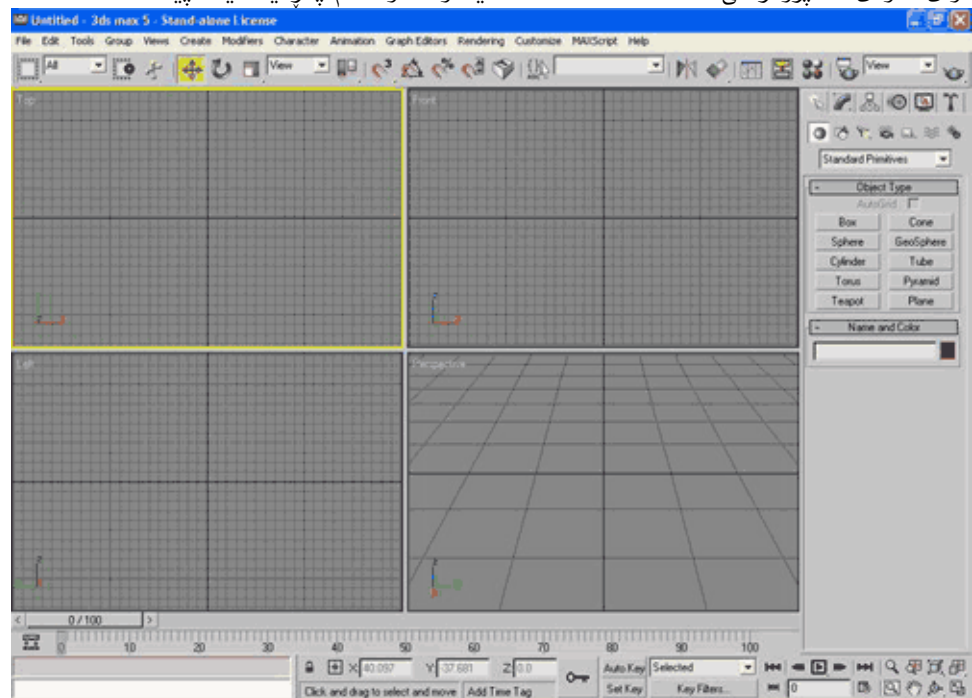 Untitled - 3ds max 5 - Stand-alone License
File Edit Tools Group Views Create Modifiers Character Animation Graph Editors Rendering Customize MAXScript Help
All View View
Top Front
Standard Primitives
- Object Type
AutoGrid
Box Cone
Sphere GeoSphere
Cylinder Tube
Torus Pyramid
Teapot Plane
- Name and Color
Left Perspective
< 0 / 100 >
0 10 20 30 40 50 60 70 80 90 100
X 40.097 Y -37.681 Z 0.0 Auto Key Selected
Click and drag to select and move Add Time Tag Set Key Key Filters... 0